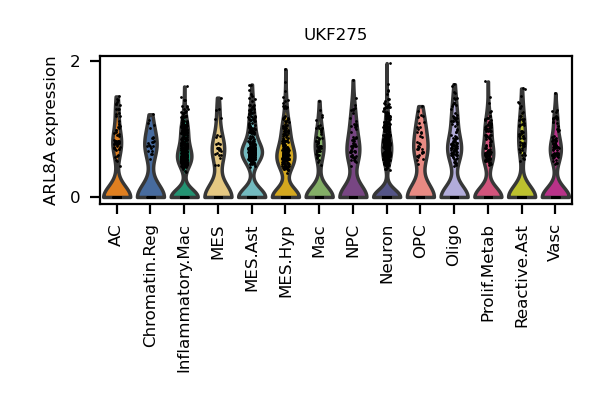 UKF275
ARL8A expression
2
0
AC
Chromatin.Reg
Inflammatory.Mac
MES
MES.Ast
MES.Hyp
Mac
NPC
Neuron
OPC
Oligo
Prolif.Metab
Reactive.Ast
Vasc